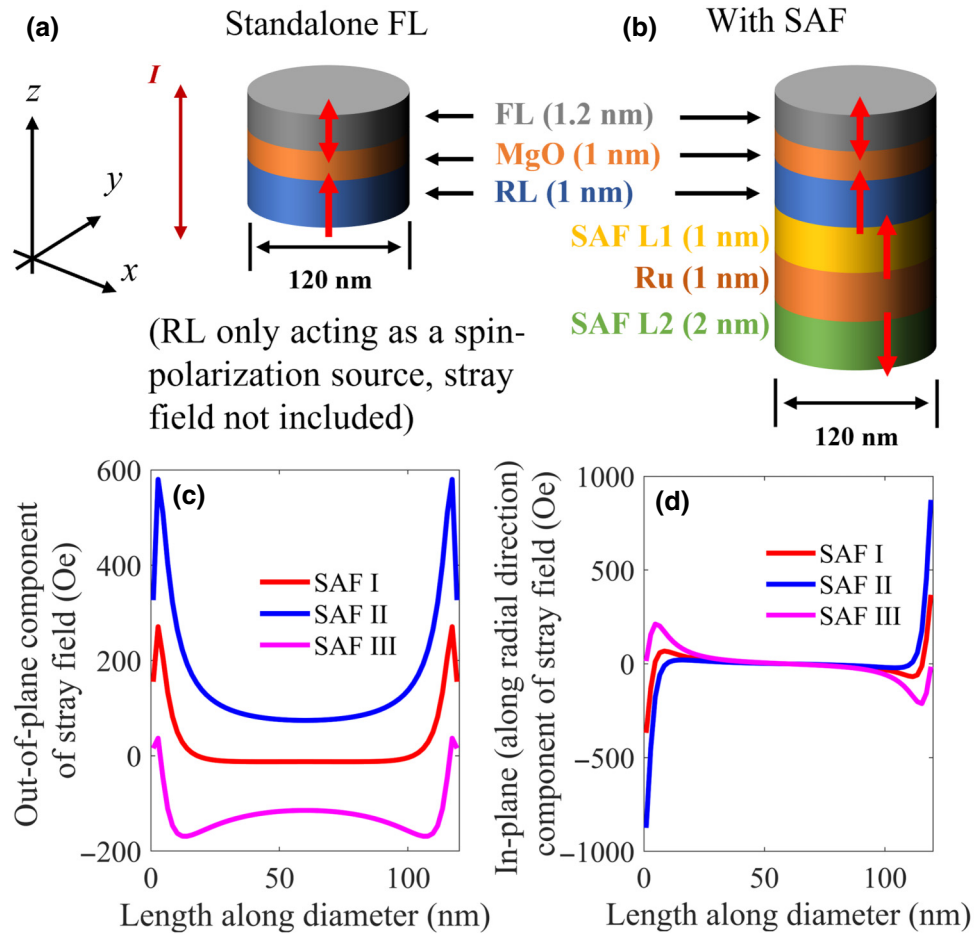 (a)
Standalone FL
(b)
With SAF
I
z
y
x
FL (1.2 nm)
MgO (1 nm)
RL (1 nm)
SAF L1 (1 nm)
Ru (1 nm)
SAF L2 (2 nm)
120 nm
120 nm
(RL only acting as a spin-
polarization source, stray
field not included)
(c)
Out-of-plane component
of stray field (Oe)
600
400
200
0
−200
SAF I
SAF II
SAF III
0
50
100
Length along diameter (nm)
(d)
In-plane (along radial direction)
component of stray field (Oe)
1000
500
0
−500
−1000
SAF I
SAF II
SAF III
0
50
100
Length along diameter (nm)